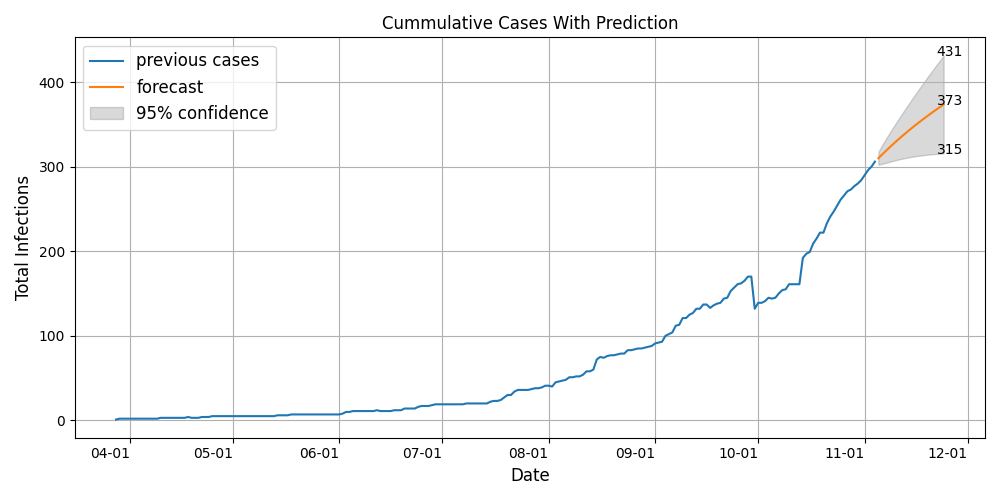 Cummulative Cases With Prediction
previous cases
forecast
95% confidence
431
373
315
Total Infections
400
300
200
100
0
04-01 05-01 06-01 07-01 08-01 09-01 10-01 11-01 12-01
Date